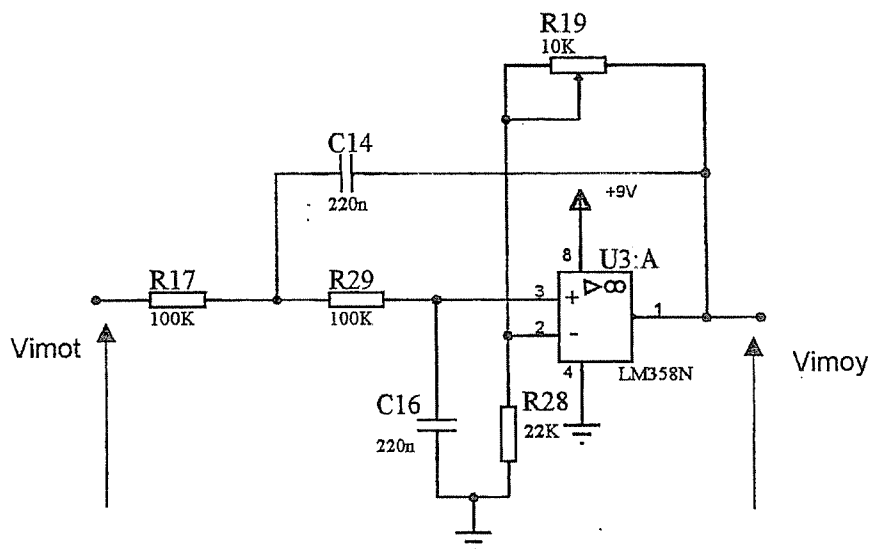 R19
10K
C14
220n
+9V
8
U3:A
R17
100K
R29
100K
3
+
▷∞
1
2
-
4
LM358N
Vimot
Vimoy
C16
220n
R28
22K